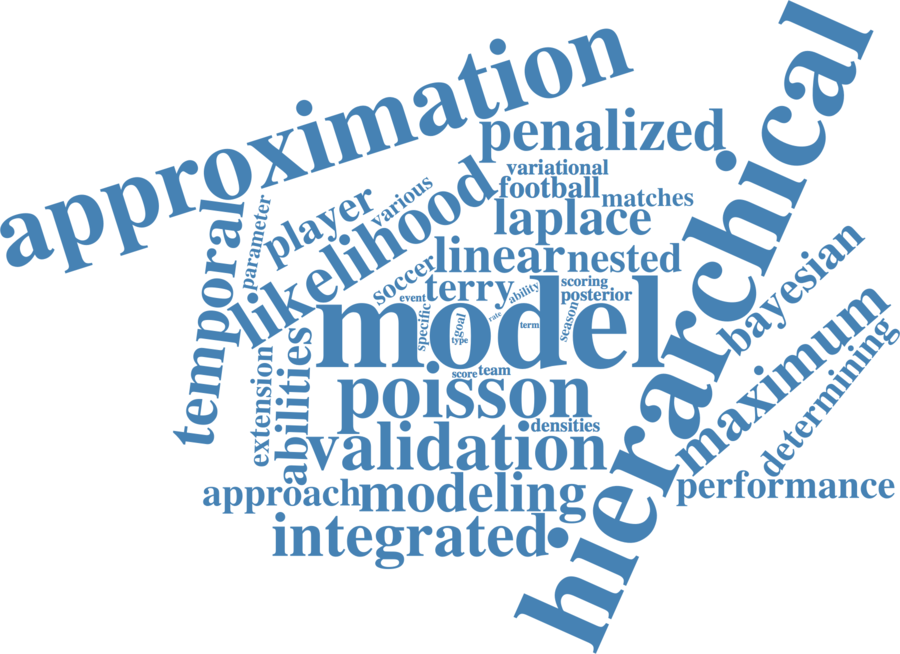 approximation
hierarchical
penalized
variational
football
matches
laplace
player
various
parameter
temporal
likelihood
linear
nested
soccer
terry
ability
scoring
posterior
event
model
specific
goal
type
rate
term
season
bayesian
maximum
determining
score
team
poisson
extension
abilities
densities
validation
approach
modeling
performance
integrated